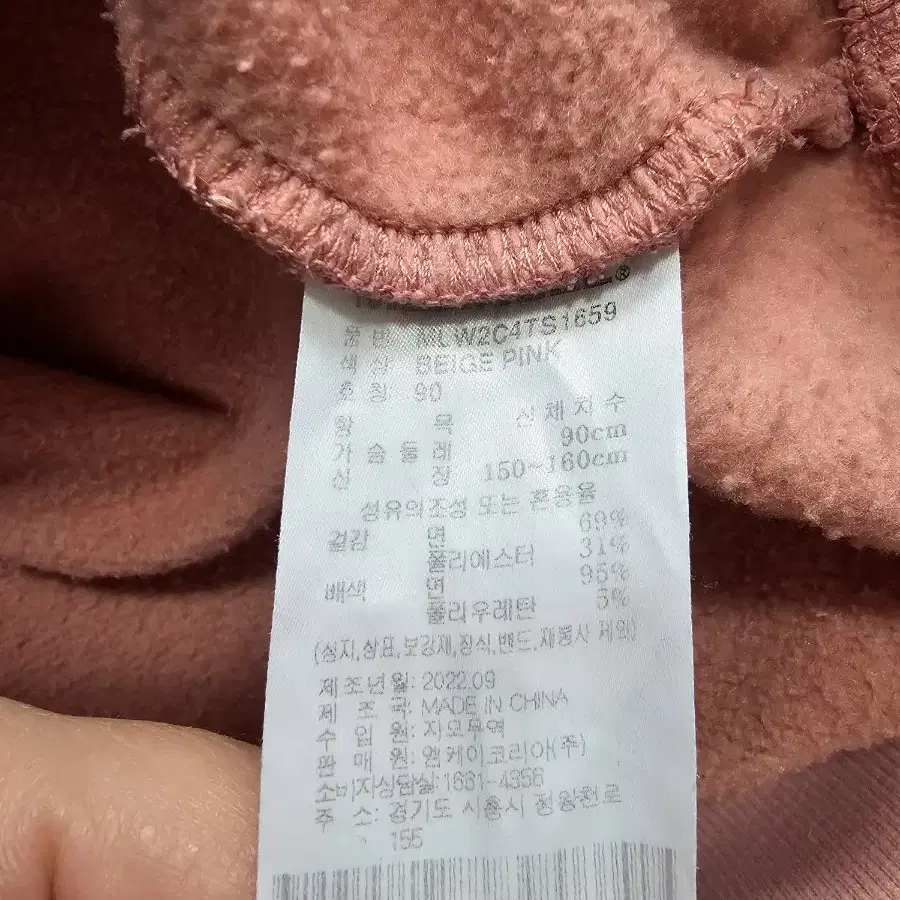 품 번 MLW2C4TS1659
색 상 BEIGE PINK
호 칭 90
항 목 신 체 치 수
가 슴 둘 레 90cm
신 장 150~160cm
섬유의조성 또는 혼용율
겉감 면 69%
폴리에스터 31%
배색 면 95%
폴리우레탄 5%
(심지,상표,보강재,장식,밴드,재봉사 제외)
제조년월: 2022.09
제 조 국: MADE IN CHINA
수 입 원: 지모무역
판 매 원: 엠케이코리아(주)
소비자상담실:1661-4356
주 소: 경기도 시흥시 정왕천로
155